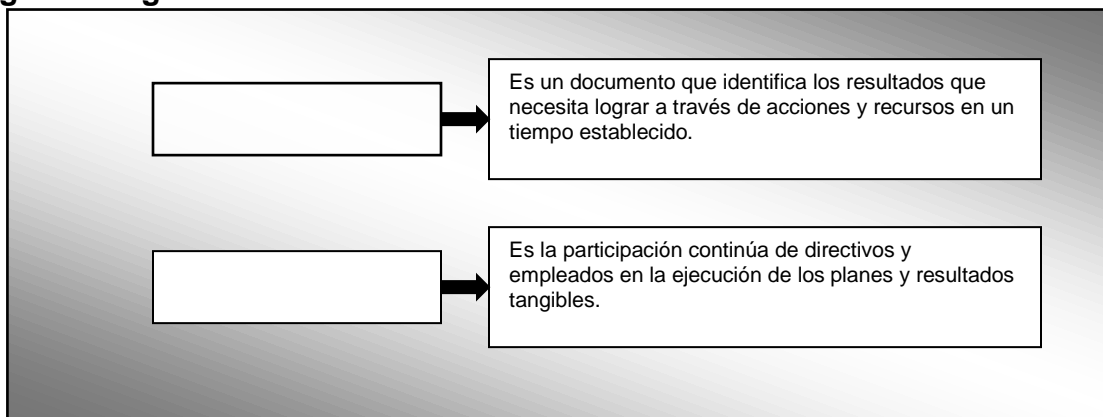 Es un documento que identifica los resultados que
necesita lograr a través de acciones y recursos en un
tiempo establecido.
Es la participación continúa de directivos y
empleados en la ejecución de los planes y resultados
tangibles.